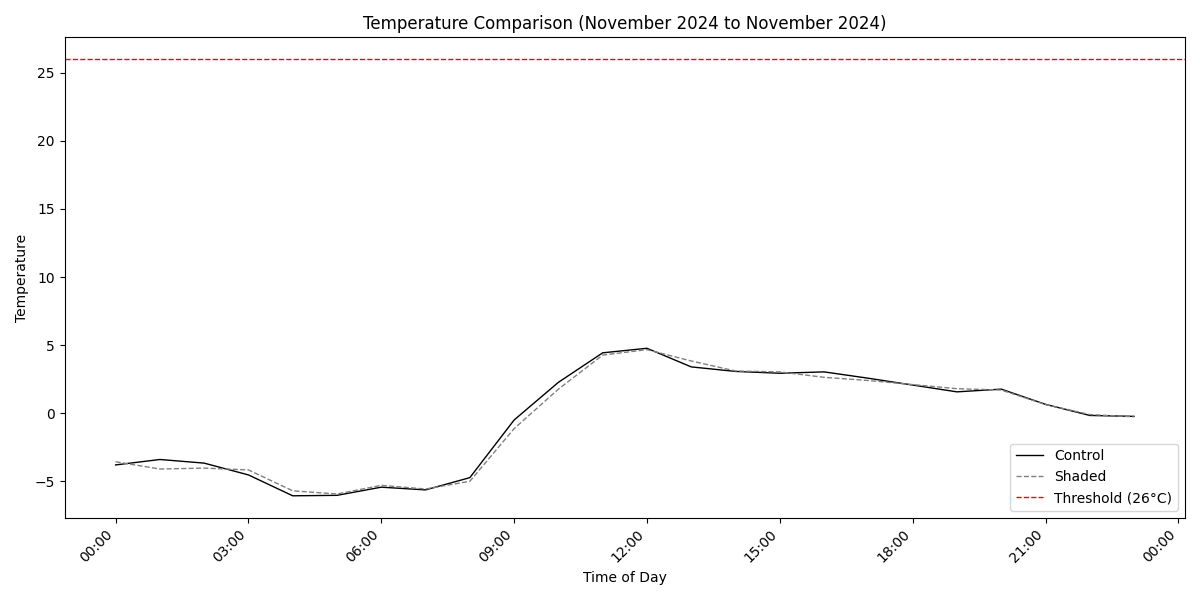 Temperature Comparison (November 2024 to November 2024)
25
20
15
10
5
0
−5
Temperature
00:00
03:00
06:00
09:00
12:00
15:00
18:00
21:00
00:00
Time of Day
Control
Shaded
Threshold (26°C)